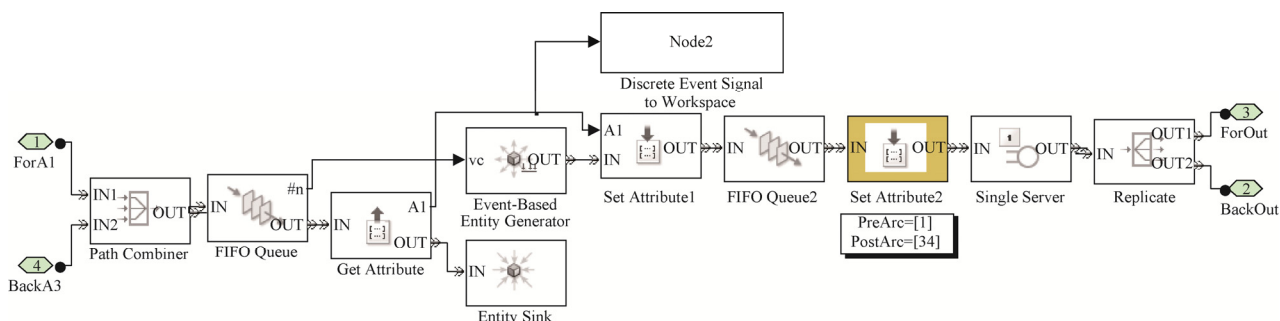 Node2
Discrete Event Signal
to Workspace
1
ForA1
IN1
IN2
OUT
Path Combiner
4
BackA3
IN
#n
OUT
FIFO Queue
IN
A1
OUT
Get Attribute
vc
OUT
Event-Based
Entity Generator
IN
Entity Sink
A1
IN
OUT
Set Attribute1
IN
OUT
FIFO Queue2
IN
OUT
Set Attribute2
PreArc=[1]
PostArc=[34]
IN
OUT
Single Server
IN
OUT1
OUT2
Replicate
3
ForOut
2
BackOut